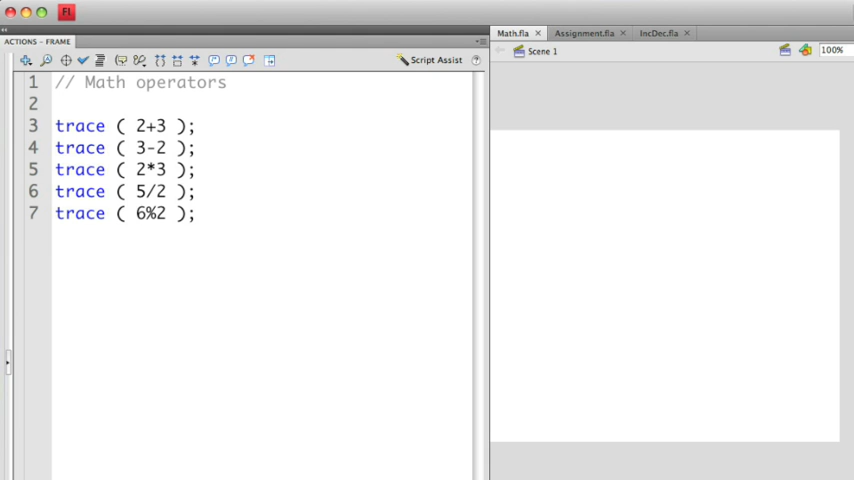 Fl
ACTIONS - FRAME
Script Assist
1 // Math operators
2
3 trace ( 2+3 );
4 trace ( 3-2 );
5 trace ( 2*3 );
6 trace ( 5/2 );
7 trace ( 6%2 );
Math.fla Assignment.fla IncDec.fla
Scene 1
100%